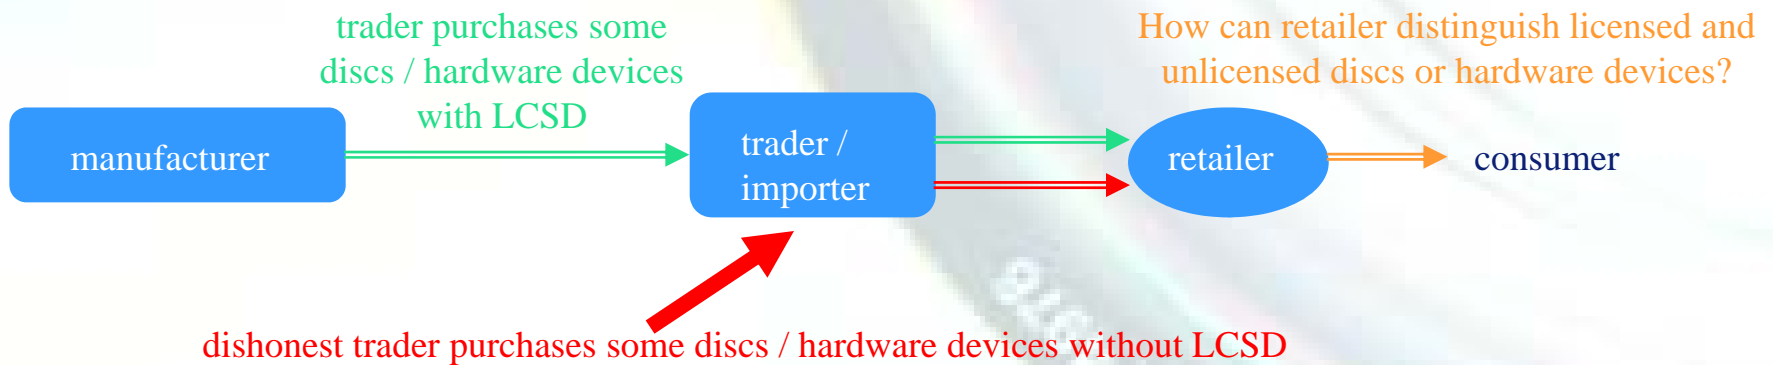 trader purchases some
discs / hardware devices
with LCSD
How can retailer distinguish licensed and
unlicensed discs or hardware devices?
manufacturer
trader /
importer
retailer
consumer
dishonest trader purchases some discs / hardware devices without LCSD